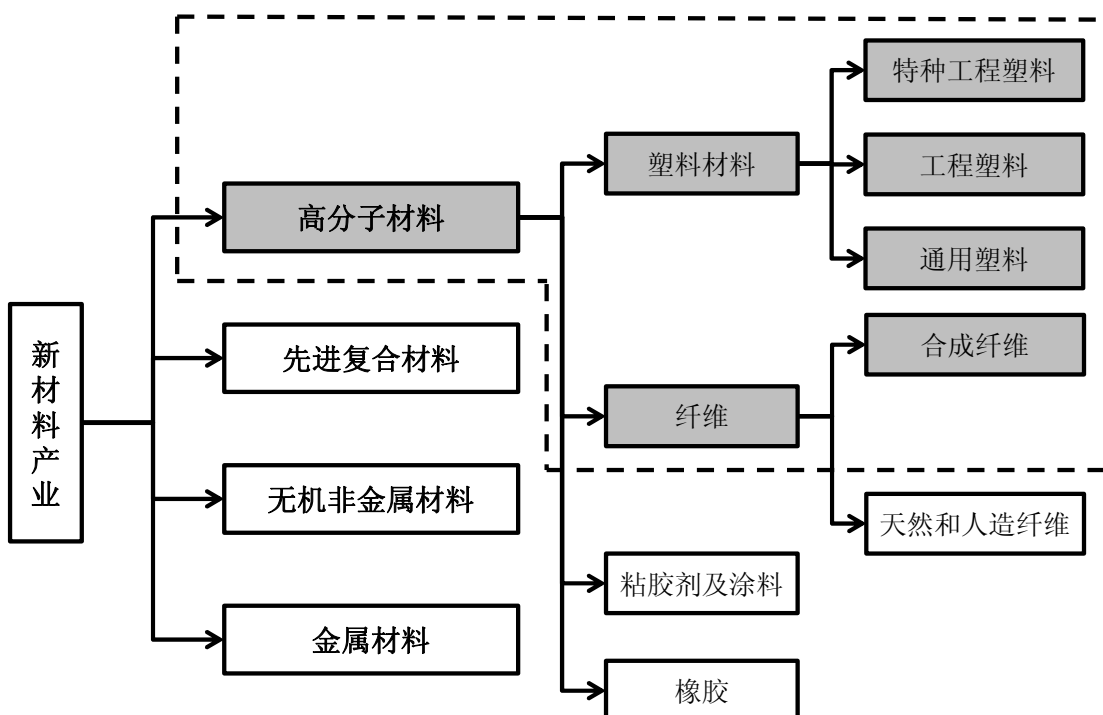 新材料产业
高分子材料
先进复合材料
无机非金属材料
金属材料
塑料材料
纤维
粘胶剂及涂料
橡胶
特种工程塑料
工程塑料
通用塑料
合成纤维
天然和人造纤维